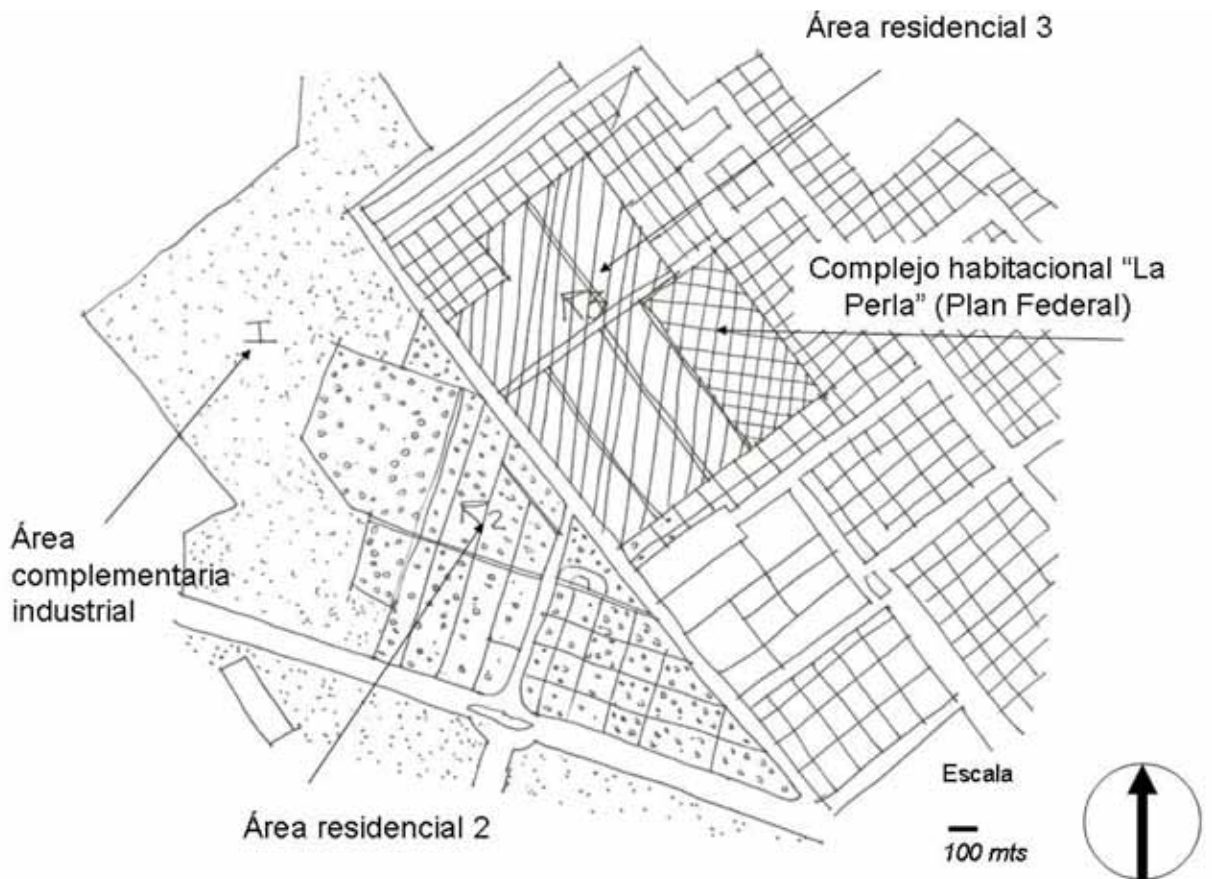 Área residencial 3
Complejo habitacional “La
Perla” (Plan Federal)
Área
complementaria
industrial
Área residencial 2
Escala
100 mts